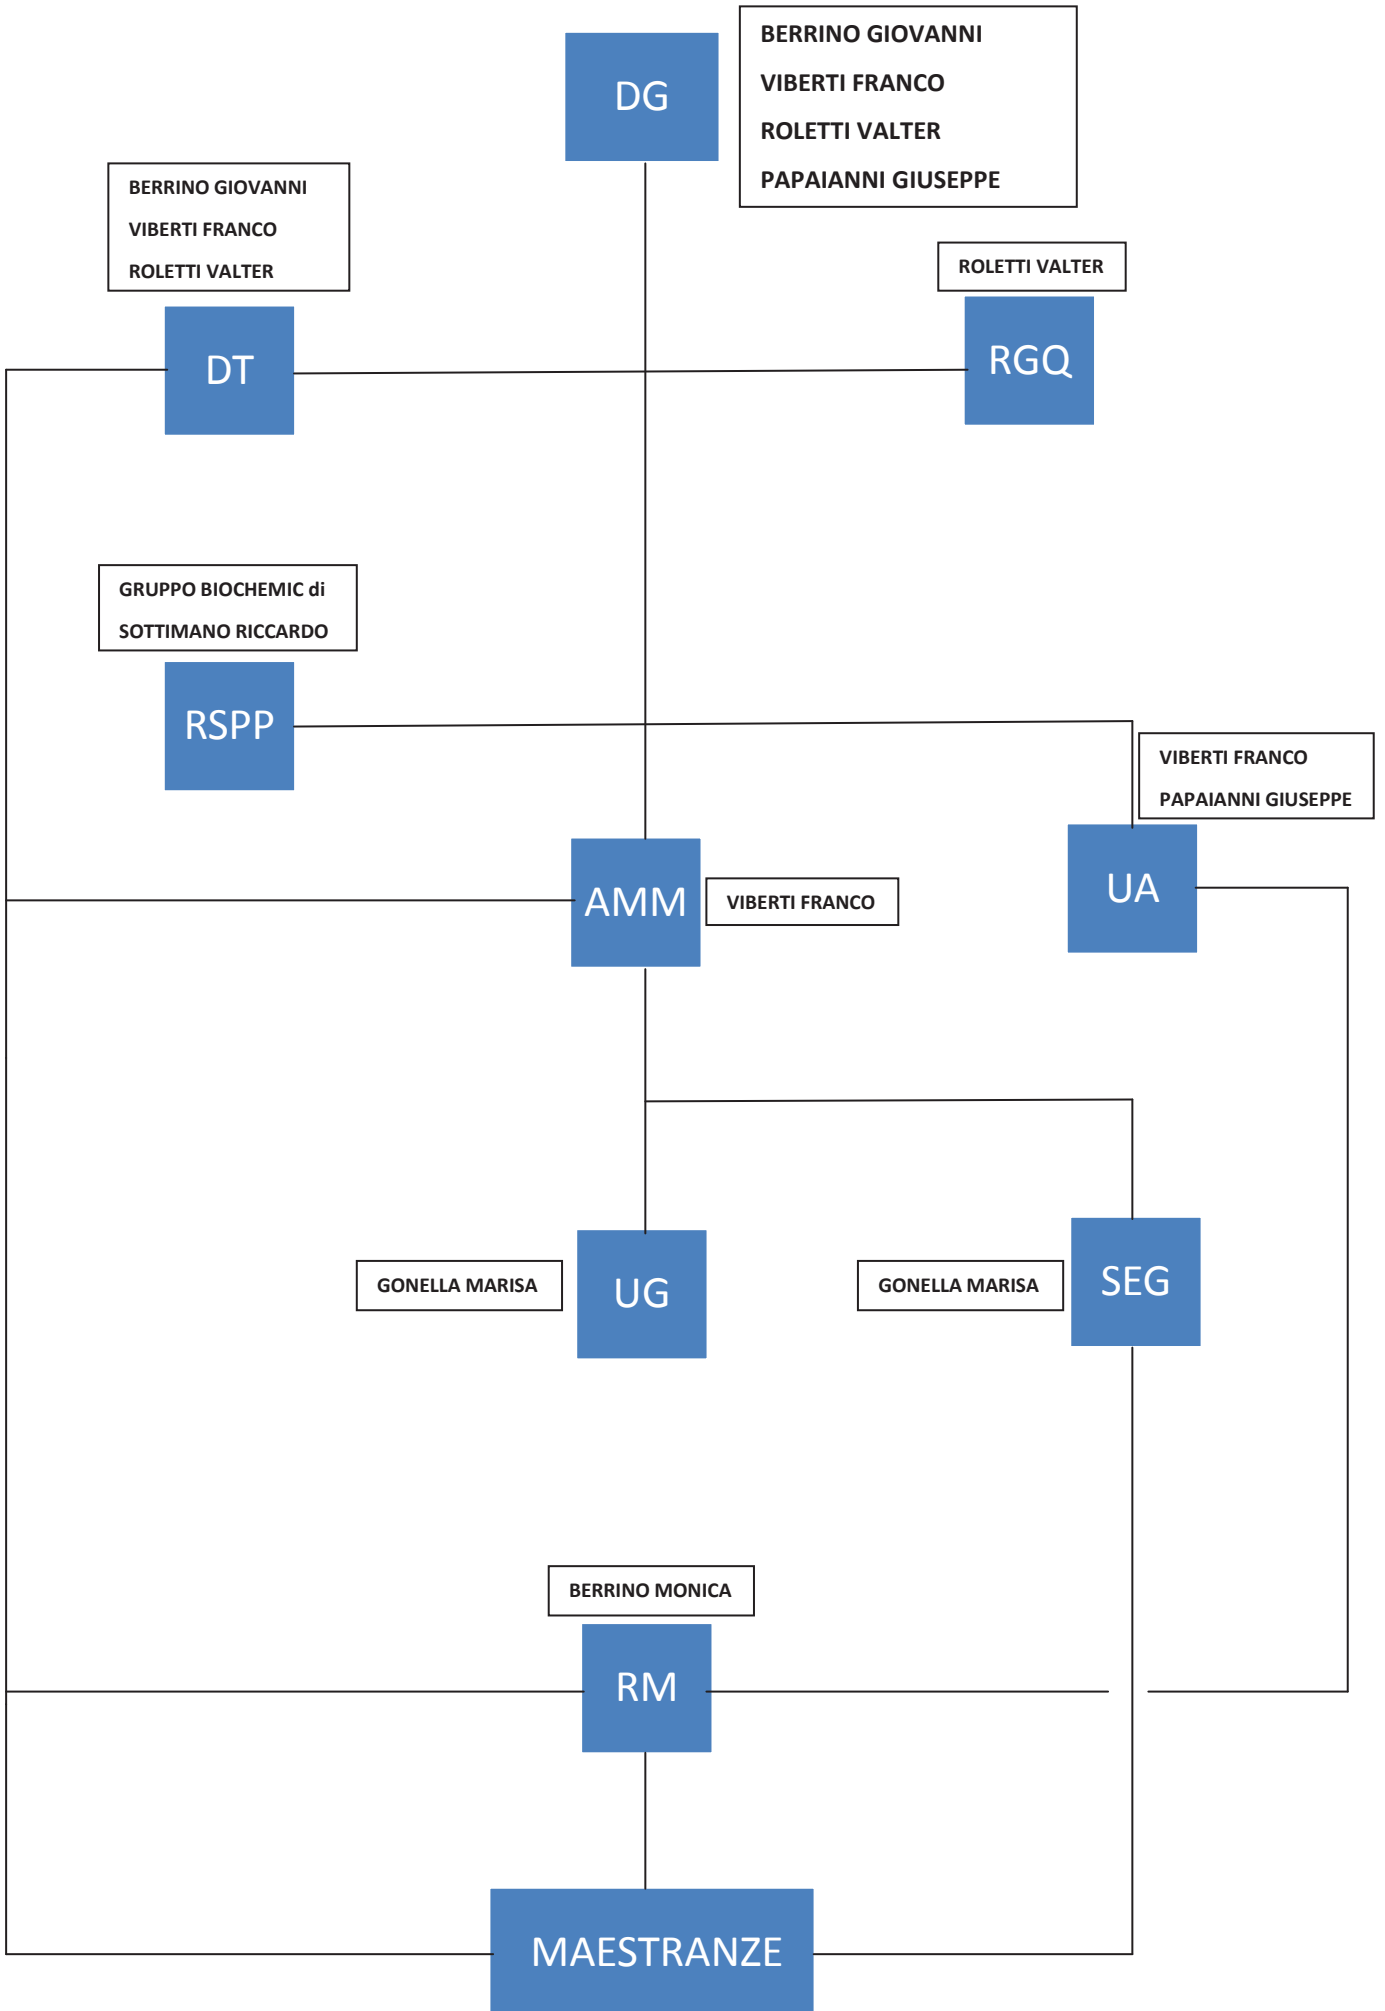 DG
BERRINO GIOVANNI
VIBERTI FRANCO
ROLETTI VALTER
PAPAIANNI GIUSEPPE
BERRINO GIOVANNI
VIBERTI FRANCO
ROLETTI VALTER
DT
ROLETTI VALTER
RGQ
GRUPPO BIOCHEMIC di
SOTTIMANO RICCARDO
RSPP
VIBERTI FRANCO
PAPAIANNI GIUSEPPE
UA
AMM
VIBERTI FRANCO
GONELLA MARISA
UG
GONELLA MARISA
SEG
BERRINO MONICA
RM
MAESTRANZE